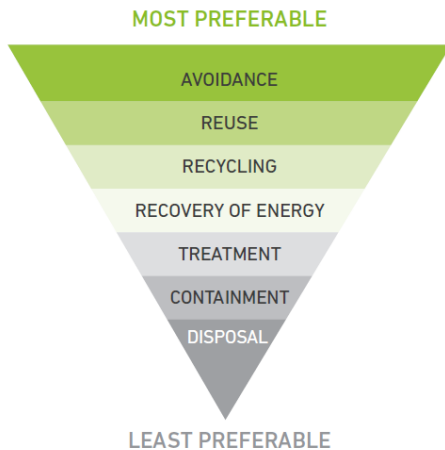 MOST PREFERABLE
AVOIDANCE
REUSE
RECYCLING
RECOVERY OF ENERGY
TREATMENT
CONTAINMENT
DISPOSAL
LEAST PREFERABLE